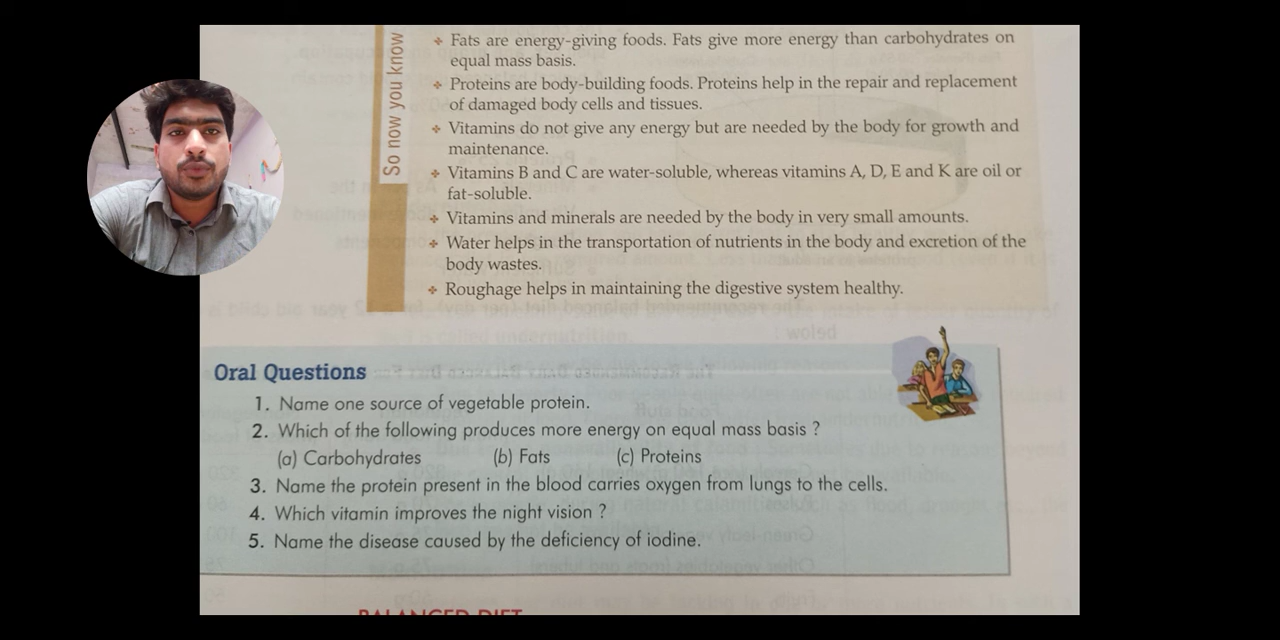 So now you know
❖ Fats are energy-giving foods. Fats give more energy than carbohydrates on
equal mass basis.
❖ Proteins are body-building foods. Proteins help in the repair and replacement
of damaged body cells and tissues.
❖ Vitamins do not give any energy but are needed by the body for growth and
maintenance.
❖ Vitamins B and C are water-soluble, whereas vitamins A, D, E and K are oil or
fat-soluble.
❖ Vitamins and minerals are needed by the body in very small amounts.
❖ Water helps in the transportation of nutrients in the body and excretion of the
body wastes.
❖ Roughage helps in maintaining the digestive system healthy.
Oral Questions
1. Name one source of vegetable protein.
2. Which of the following produces more energy on equal mass basis ?
(a) Carbohydrates (b) Fats (c) Proteins
3. Name the protein present in the blood carries oxygen from lungs to the cells.
4. Which vitamin improves the night vision ?
5. Name the disease caused by the deficiency of iodine.
BALANCED DIET